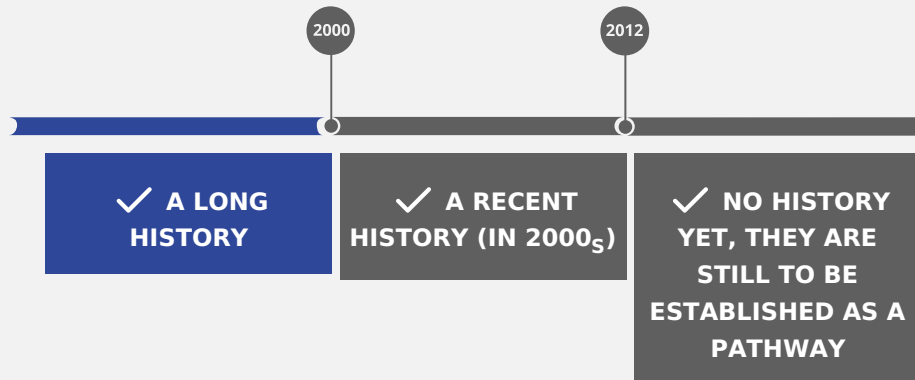 2000
2012
A LONG
HISTORY
A RECENT
HISTORY (IN 2000s)
NO HISTORY
YET, THEY ARE
STILL TO BE
ESTABLISHED AS A
PATHWAY